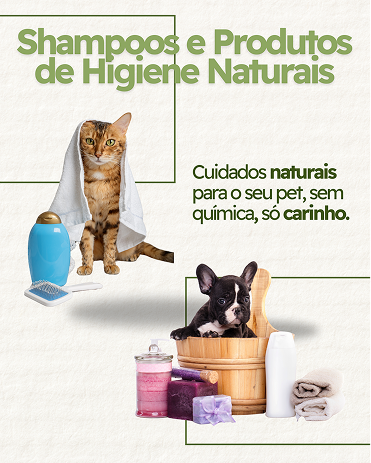 Shampoos e Produtos
de Higiene Naturais
Cuidados naturais
para o seu pet, sem
química, só carinho.